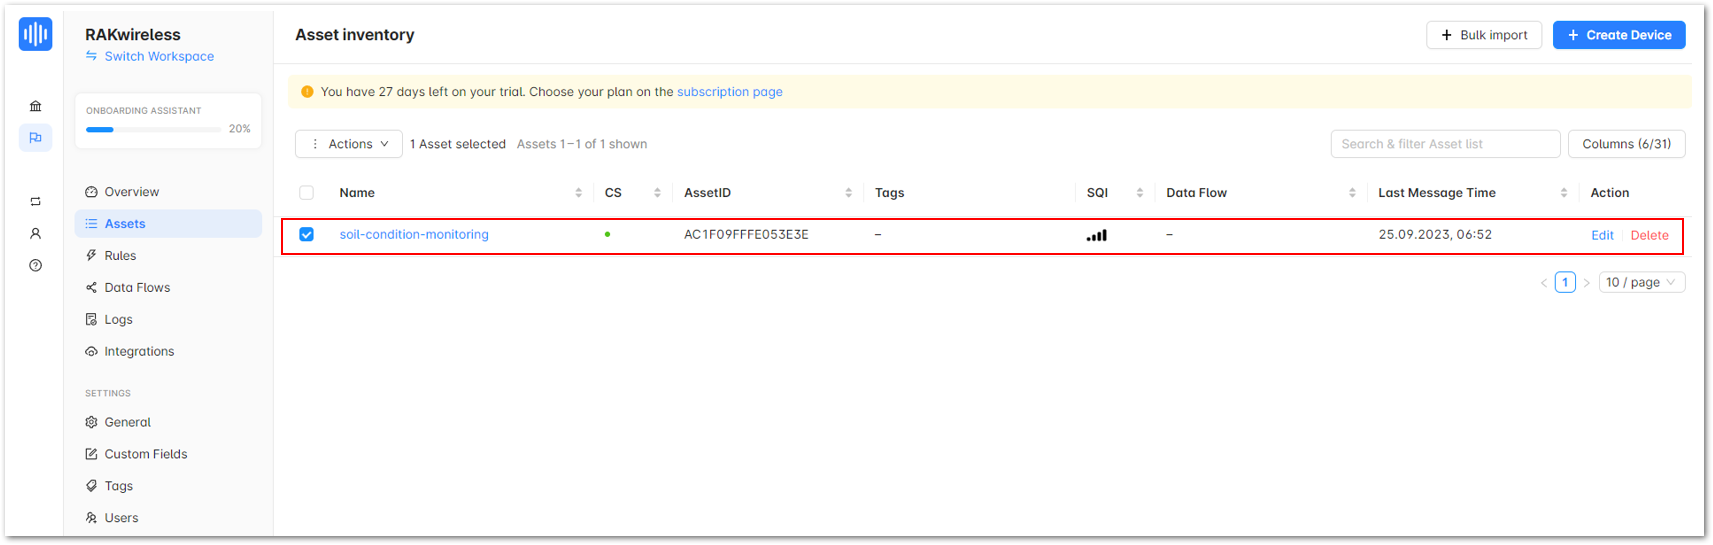 RAKwireless
Switch Workspace
ONBOARDING ASSISTANT
20%
Overview
Assets
Rules
Data Flows
Logs
Integrations
SETTINGS
General
Custom Fields
Tags
Users
Asset inventory
+ Bulk import
+ Create Device
You have 27 days left on your trial. Choose your plan on the subscription page
Actions 1 Asset selected Assets 1–1 of 1 shown
Search & filter Asset list
Columns (6/31)
Name CS AssetID Tags SQI Data Flow Last Message Time Action
soil-condition-monitoring AC1F09FFFE053E3E – – 25.09.2023, 06:52 Edit Delete
< 1 > 10 / page